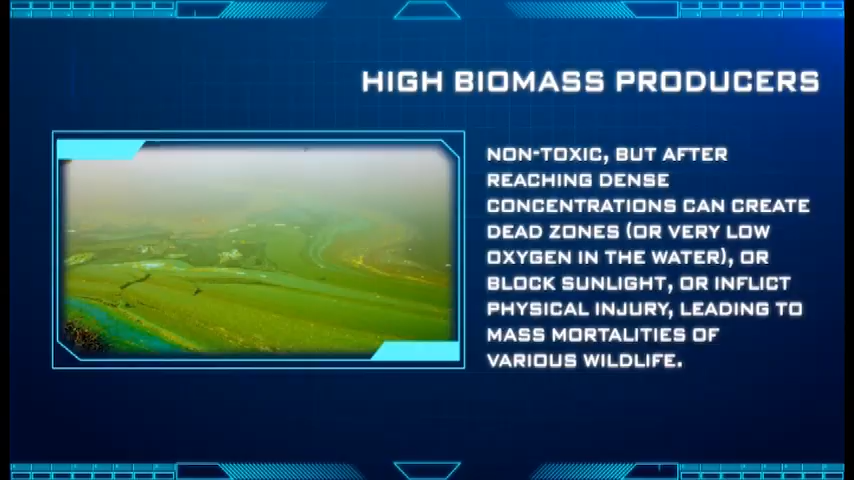 HIGH BIOMASS PRODUCERS
NON-TOXIC, BUT AFTER
REACHING DENSE
CONCENTRATIONS CAN CREATE
DEAD ZONES (OR VERY LOW
OXYGEN IN THE WATER), OR
BLOCK SUNLIGHT, OR INFLICT
PHYSICAL INJURY, LEADING TO
MASS MORTALITIES OF
VARIOUS WILDLIFE.